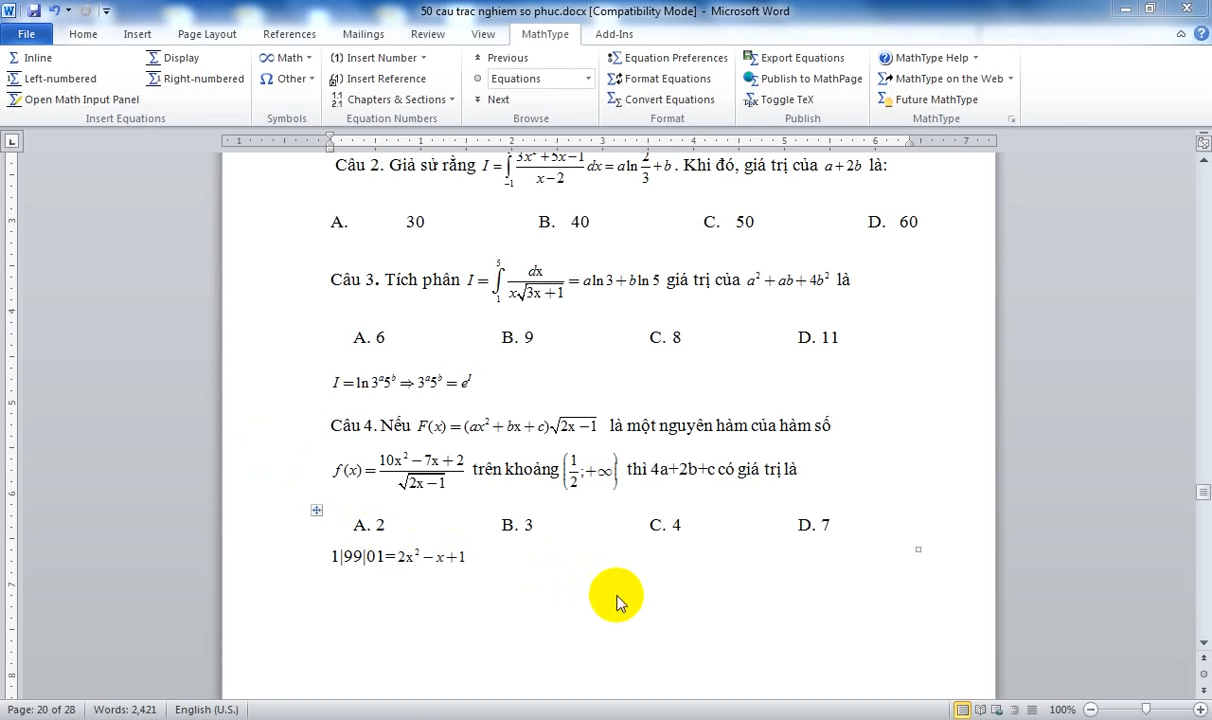 50 cau trac nghiem so phuc.docx [Compatibility Mode] - Microsoft Word
File Home Insert Page Layout References Mailings Review View MathType Add-Ins
Inline Display Math Insert Number Previous Equation Preferences Export Equations MathType Help
Left-numbered Right-numbered Other Insert Reference Equations Format Equations Publish to MathPage MathType on the Web
Open Math Input Panel Chapters & Sections Next Convert Equations Toggle TeX Future MathType
Insert Equations Symbols Equation Numbers Browse Format Publish MathType
Câu 2. Giả sử rằng I = ∫_{-1} (3x² + 5x − 1)/(x − 2) dx = a ln 2/3 + b. Khi đó, giá trị của a + 2b là:
A. 30 B. 40 C. 50 D. 60
Câu 3. Tích phân I = ∫_1^5 dx/(x√(3x + 1)) = a ln 3 + b ln 5 giá trị của a² + ab + 4b² là
A. 6 B. 9 C. 8 D. 11
I = ln 3ᵃ5ᵇ ⇒ 3ᵃ5ᵇ = eᴵ
Câu 4. Nếu F(x) = (ax² + bx + c)√(2x − 1) là một nguyên hàm của hàm số
f(x) = (10x² − 7x + 2)/√(2x − 1) trên khoảng (1/2; +∞) thì 4a+2b+c có giá trị là
A. 2 B. 3 C. 4 D. 7
1|99|01=2x² − x + 1
Page: 20 of 28 Words: 2,421 English (U.S.) 100%